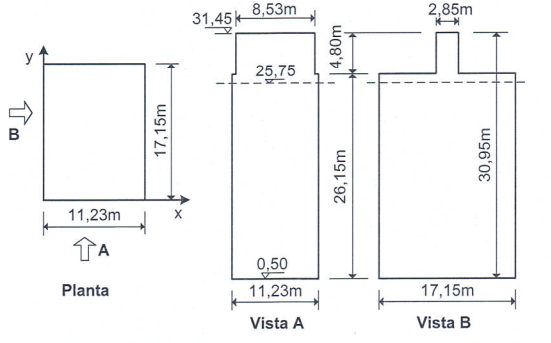 y
B
17,15m
11,23m
x
A
Planta
31,45
8,53m
25,75
4,80m
26,15m
0,50
11,23m
Vista A
2,85m
30,95m
17,15m
Vista B